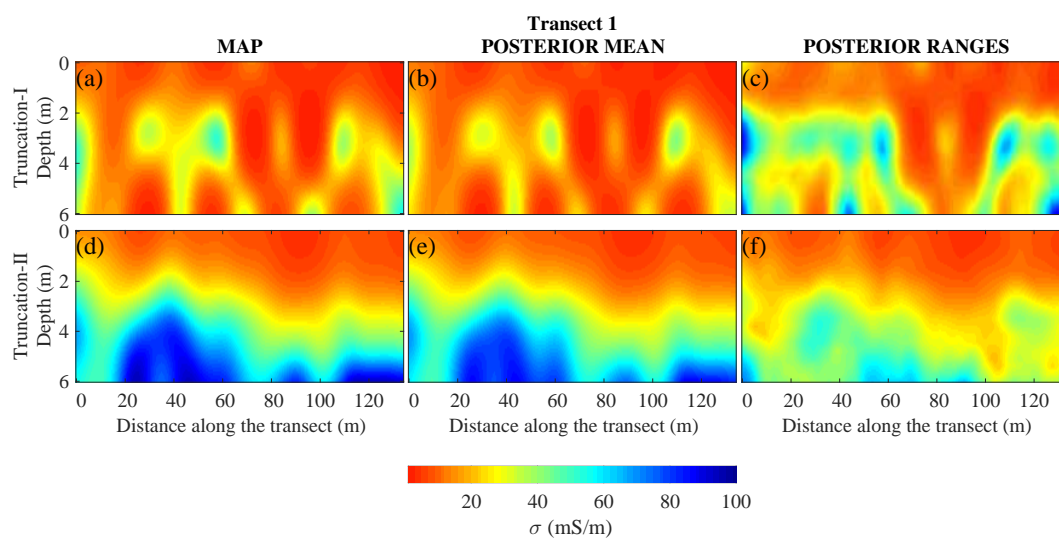 Transect 1
MAP POSTERIOR MEAN POSTERIOR RANGES
Truncation-I
Depth (m)
0
2
4
6
(a) (b) (c)
Truncation-II
Depth (m)
0
2
4
6
(d) (e) (f)
0 20 40 60 80 100 120 0 20 40 60 80 100 120 0 20 40 60 80 100 120
Distance along the transect (m) Distance along the transect (m) Distance along the transect (m)
20 40 60 80 100
σ (mS/m)